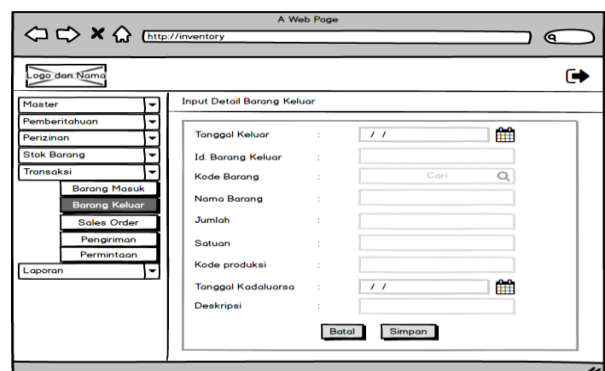 A Web Page
http://inventory
Logo dan Nama
Master
Pemberitahuan
Perizinan
Stok Barang
Transaksi
Barang Masuk
Barang Keluar
Sales Order
Pengiriman
Permintaan
Laporan
Input Detail Barang Keluar
Tanggal Keluar : / /
Id. Barang Keluar :
Kode Barang : Cari
Nama Barang :
Jumlah :
Satuan :
Kode produksi :
Tanggal Kadaluarsa : / /
Deskripsi :
Batal Simpan